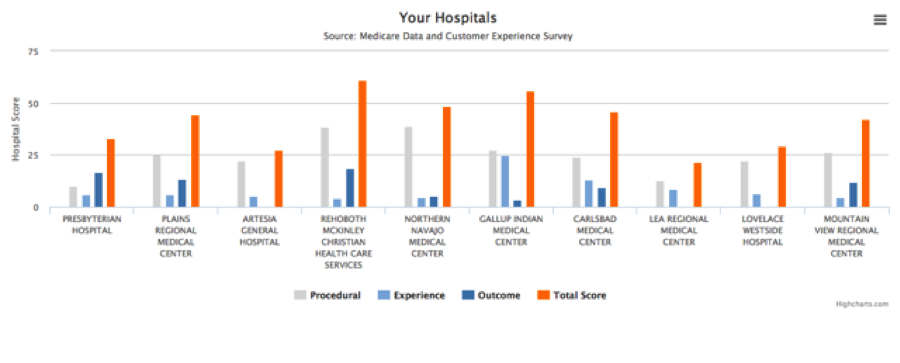 Your Hospitals
Source: Medicare Data and Customer Experience Survey
75
50
25
0
Hospital Score
PRESBYTERIAN
HOSPITAL
PLAINS
REGIONAL
MEDICAL
CENTER
ARTESIA
GENERAL
HOSPITAL
REHOBOTH
MCKINLEY
CHRISTIAN
HEALTH CARE
SERVICES
NORTHERN
NAVAJO
MEDICAL
CENTER
GALLUP INDIAN
MEDICAL
CENTER
CARLSBAD
MEDICAL
CENTER
LEA REGIONAL
MEDICAL
CENTER
LOVELACE
WESTSIDE
HOSPITAL
MOUNTAIN
VIEW REGIONAL
MEDICAL
CENTER
Procedural Experience Outcome Total Score
Highcharts.com